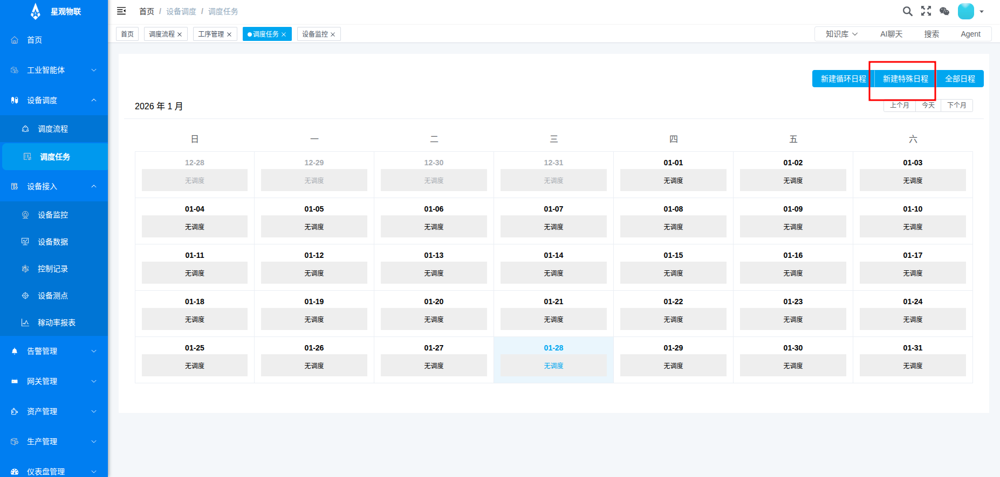 星观物联
首页
工业智能体
设备调度
调度流程
调度任务
设备接入
设备监控
设备数据
控制记录
设备测点
稼动率报表
告警管理
网关管理
资产管理
生产管理
仪表盘管理
首页 / 设备调度 / 调度任务
首页 调度流程 工序管理 调度任务 设备监控
知识库 AI聊天 搜索 Agent
新建循环日程 新建特殊日程 全部日程
2026 年 1 月
上个月 今天 下个月
日 一 二 三 四 五 六
12-28 12-29 12-30 12-31 01-01 01-02 01-03
无调度 无调度 无调度 无调度 无调度 无调度 无调度
01-04 01-05 01-06 01-07 01-08 01-09 01-10
无调度 无调度 无调度 无调度 无调度 无调度 无调度
01-11 01-12 01-13 01-14 01-15 01-16 01-17
无调度 无调度 无调度 无调度 无调度 无调度 无调度
01-18 01-19 01-20 01-21 01-22 01-23 01-24
无调度 无调度 无调度 无调度 无调度 无调度 无调度
01-25 01-26 01-27 01-28 01-29 01-30 01-31
无调度 无调度 无调度 无调度 无调度 无调度 无调度